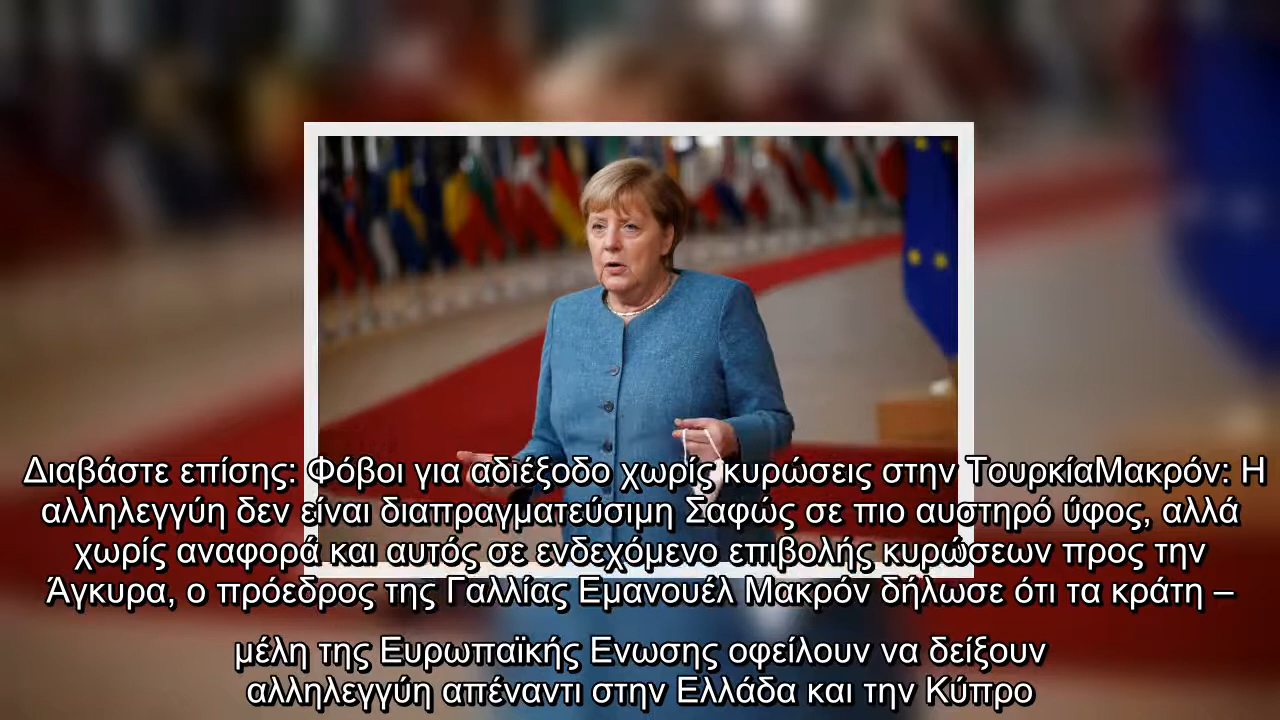 Διαβάστε επίσης: Φόβοι για αδιέξοδο χωρίς κυρώσεις στην ΤουρκίαΜακρόν: Η
αλληλεγγύη δεν είναι διαπραγματεύσιμη Σαφώς σε πιο αυστηρό ύφος, αλλά
χωρίς αναφορά και αυτός σε ενδεχόμενο επιβολής κυρώσεων προς την
Άγκυρα, ο πρόεδρος της Γαλλίας Εμανουέλ Μακρόν δήλωσε ότι τα κράτη –
μέλη της Ευρωπαϊκής Ενωσης οφείλουν να δείξουν
αλληλεγγύη απέναντι στην Ελλάδα και την Κύπρο